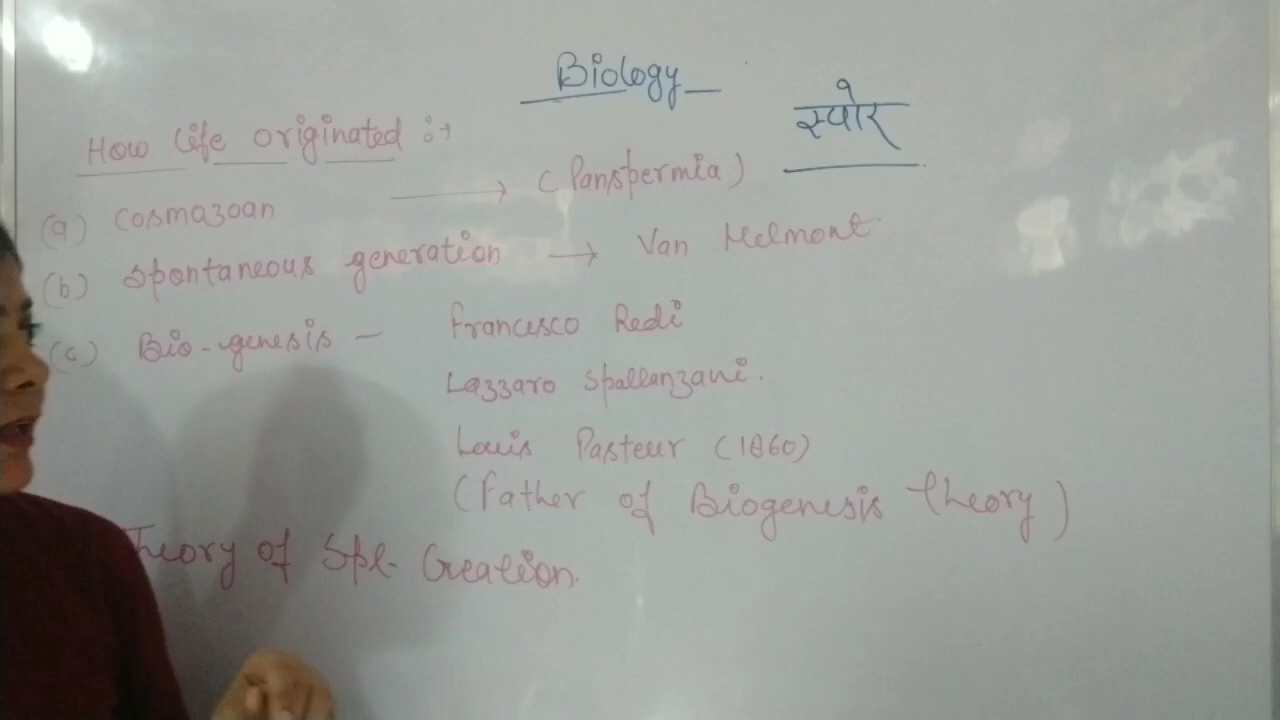 Biology
स्पोर
How life originated :→
(a) Cosmazoan → (Panspermia)
(b) Spontaneous generation → Van Helmont
(c) Bio-genesis - Francesco Redi
Lazzaro Spallanzani.
Louis Pasteur (1860)
(Father of Biogenesis theory)
Theory of Spl. Creation.